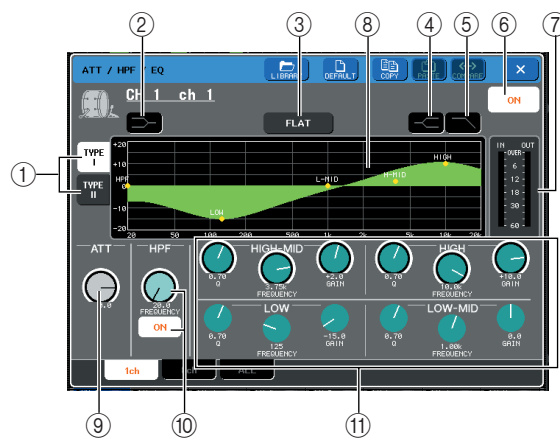 ② ③ ⑧ ④ ⑤ ⑥ ⑦
ATT / HPF / EQ LIBRARY DEFAULT COPY PASTE COMPARE ×
CH 1 ch 1
ON
FLAT
①
TYPE I
TYPE II
+20
+10
0
-10
-20
HPF
LOW
L-MID
H-MID
HIGH
20 50 100 200 500 1k 2k 5k 10k 20k
IN OUT
-OVER-
6
12
18
30
60
ATT
0.0
HPF
20.0
FREQUENCY
ON
HIGH-MID
0.70 3.75k +2.0
Q FREQUENCY GAIN
HIGH
0.70 10.0k +10.0
Q FREQUENCY GAIN
LOW
0.70 125 -15.0
Q FREQUENCY GAIN
LOW-MID
0.70 1.00k 0.0
Q FREQUENCY GAIN
1ch ALL
⑨ ⑩ ⑪